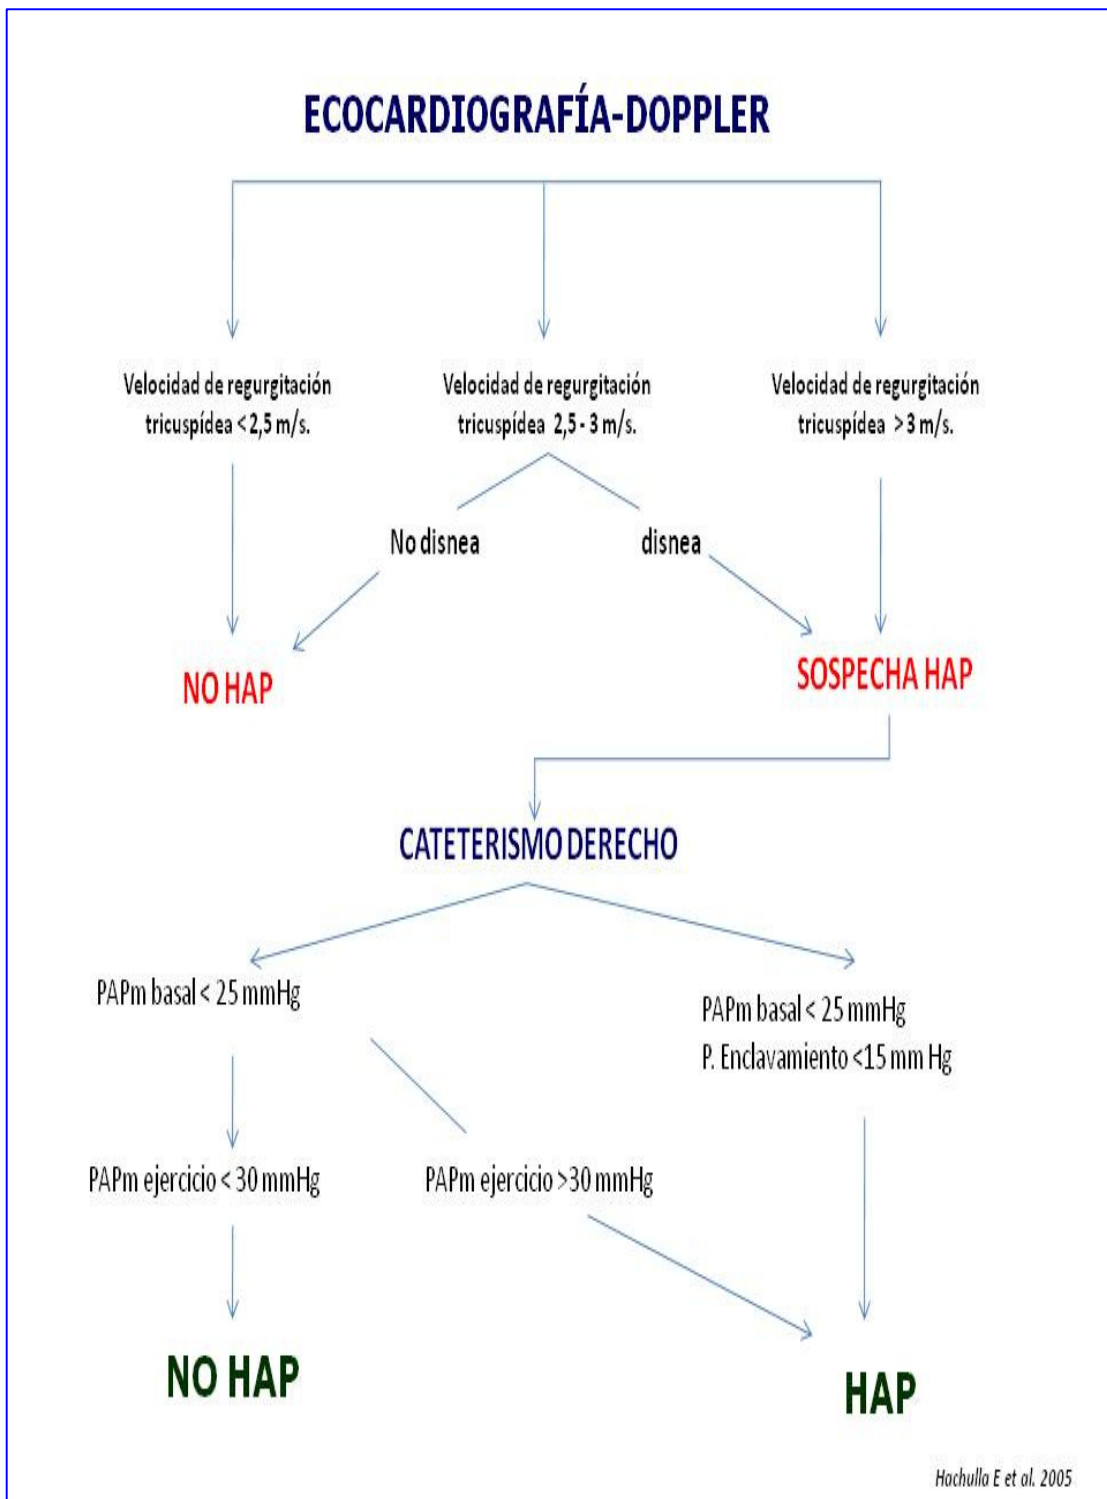 ECOCARDIOGRAFÍA-DOPPLER
Velocidad de regurgitación
tricuspídea < 2,5 m/s.
Velocidad de regurgitación
tricuspídea 2,5 - 3 m/s.
Velocidad de regurgitación
tricuspídea > 3 m/s.
No disnea
disnea
NO HAP
SOSPECHA HAP
CATETERISMO DERECHO
PAPm basal < 25 mmHg
PAPm basal < 25 mmHg
P. Enclavamiento <15 mm Hg
PAPm ejercicio < 30 mmHg
PAPm ejercicio >30 mmHg
NO HAP
HAP
Hachulla E et al. 2005